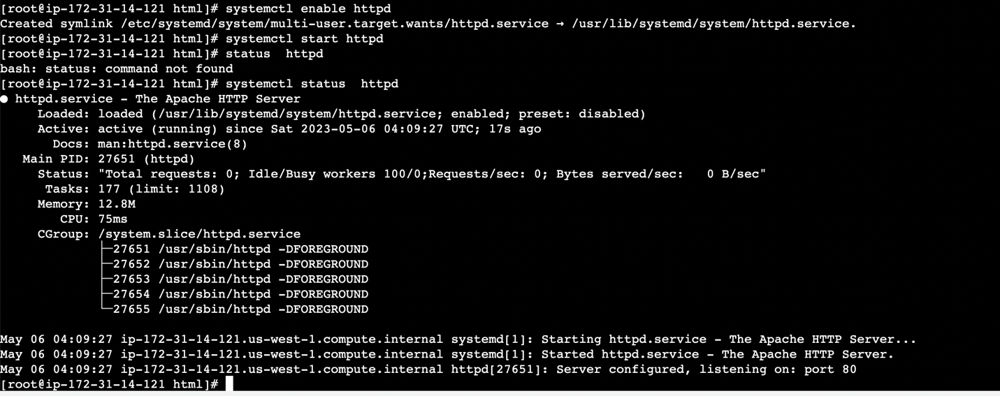 [root@ip-172-31-14-121 html]# systemctl enable httpd
Created symlink /etc/systemd/system/multi-user.target.wants/httpd.service → /usr/lib/systemd/system/httpd.service.
[root@ip-172-31-14-121 html]# systemctl start httpd
[root@ip-172-31-14-121 html]# status  httpd
bash: status: command not found
[root@ip-172-31-14-121 html]# systemctl status  httpd
● httpd.service - The Apache HTTP Server
     Loaded: loaded (/usr/lib/systemd/system/httpd.service; enabled; preset: disabled)
     Active: active (running) since Sat 2023-05-06 04:09:27 UTC; 17s ago
       Docs: man:httpd.service(8)
   Main PID: 27651 (httpd)
     Status: "Total requests: 0; Idle/Busy workers 100/0;Requests/sec: 0; Bytes served/sec:   0 B/sec"
      Tasks: 177 (limit: 1108)
     Memory: 12.8M
        CPU: 75ms
     CGroup: /system.slice/httpd.service
             ├─27651 /usr/sbin/httpd -DFOREGROUND
             ├─27652 /usr/sbin/httpd -DFOREGROUND
             ├─27653 /usr/sbin/httpd -DFOREGROUND
             ├─27654 /usr/sbin/httpd -DFOREGROUND
             └─27655 /usr/sbin/httpd -DFOREGROUND

May 06 04:09:27 ip-172-31-14-121.us-west-1.compute.internal systemd[1]: Starting httpd.service - The Apache HTTP Server...
May 06 04:09:27 ip-172-31-14-121.us-west-1.compute.internal systemd[1]: Started httpd.service - The Apache HTTP Server.
May 06 04:09:27 ip-172-31-14-121.us-west-1.compute.internal httpd[27651]: Server configured, listening on: port 80
[root@ip-172-31-14-121 html]#